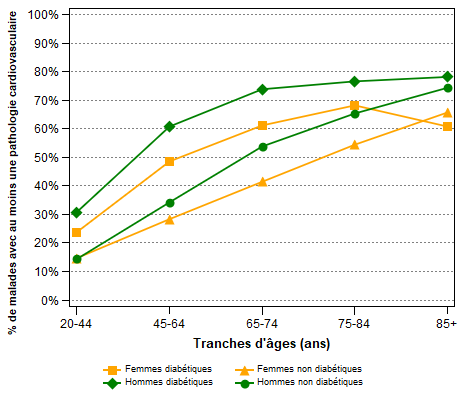 % de malades avec au moins une pathologie cardiovasculaire
100%
90%
80%
70%
60%
50%
40%
30%
20%
10%
0%
20-44 45-64 65-74 75-84 85+
Tranches d'âges (ans)
Femmes diabétiques Femmes non diabétiques
Hommes diabétiques Hommes non diabétiques